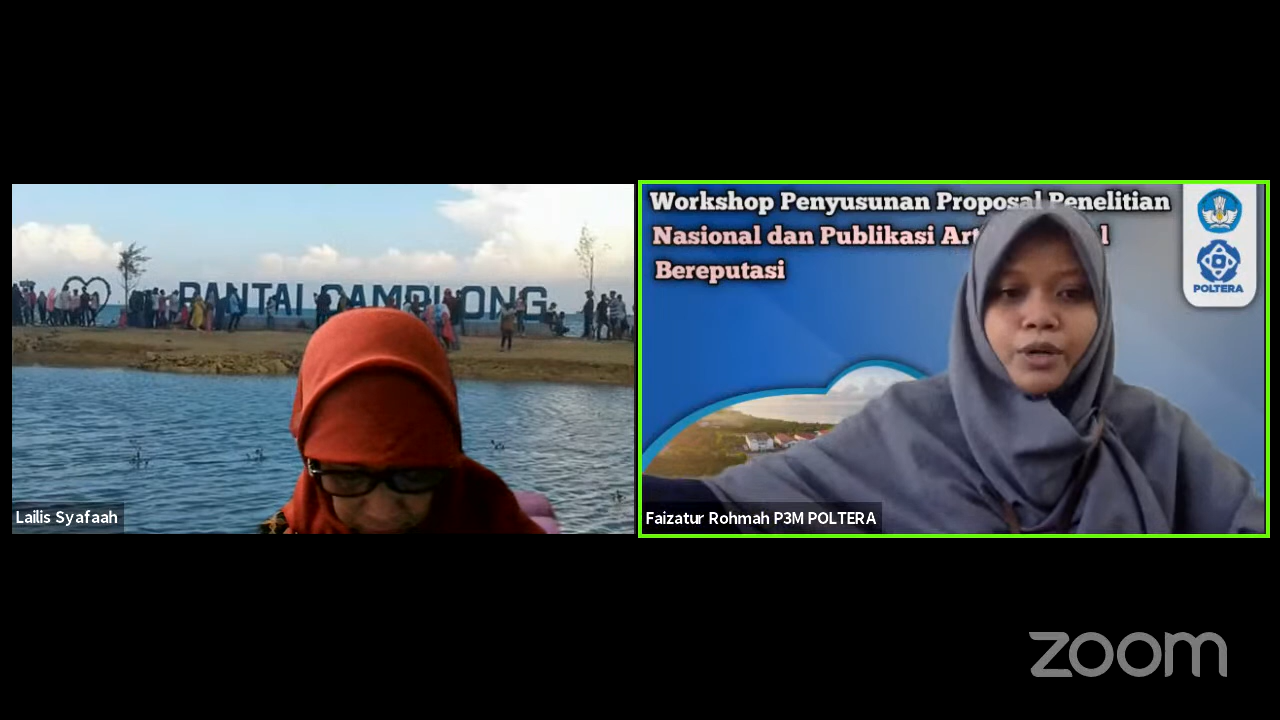 PANTAI CAMPLONG
Lailis Syafaah
Workshop Penyusunan Proposal Penelitian
Nasional dan Publikasi
Bereputasi
POLTERA
Faizatur Rohmah P3M POLTERA
zoom